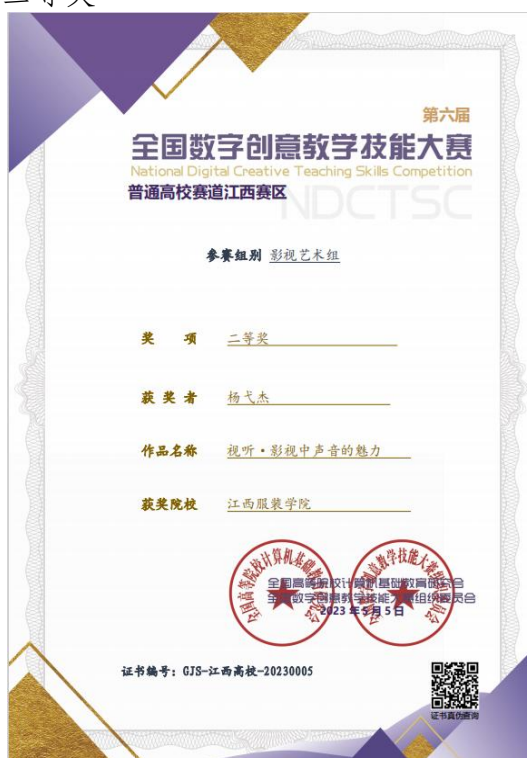 二等奖
第六届
全国数字创意教学技能大赛
National Digital Creative Teaching Skills Competition
普通高校赛道江西赛区
NDCTSC
参赛组别 影视艺术组
奖 项 二等奖
获 奖 者 杨弋杰
作品名称 视听·影视中声音的魅力
获奖院校 江西服装学院
全国高等院校计算机基础教育研究会
全国数字创意教学技能大赛组织委员会
2023年5月5日
证书编号：GJS-江西高校-20230005
证书真伪查询